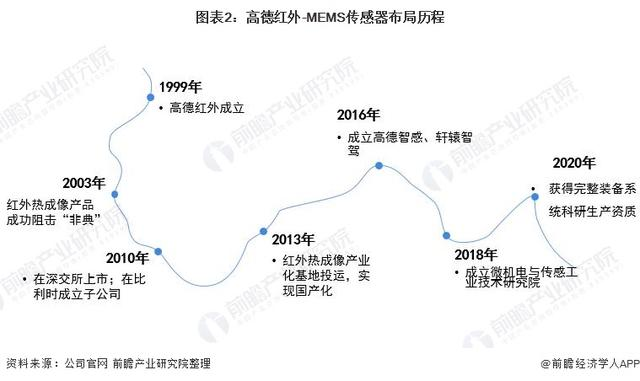 图表2：高德红外-MEMS传感器布局历程
1999年
• 高德红外成立
2003年
红外热成像产品
成功阻击“非典”
2010年
• 在深交所上市；在比
利时成立子公司
2013年
• 红外热成像产业
化基地投运，实
现国产化
2016年
• 成立高德智感、轩辕智
驾
2018年
• 成立微机电与传感工
业技术研究院
2020年
• 获得完整装备系
统科研生产资质
前瞻产业研究院
资料来源：公司官网 前瞻产业研究院整理
@前瞻经济学人APP